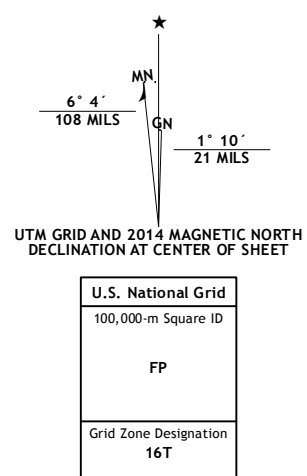 ★
MN.
GN
6° 4´
108 MILS
1° 10´
21 MILS
UTM GRID AND 2014 MAGNETIC NORTH
DECLINATION AT CENTER OF SHEET
U.S. National Grid
100,000-m Square ID
FP
Grid Zone Designation
16T